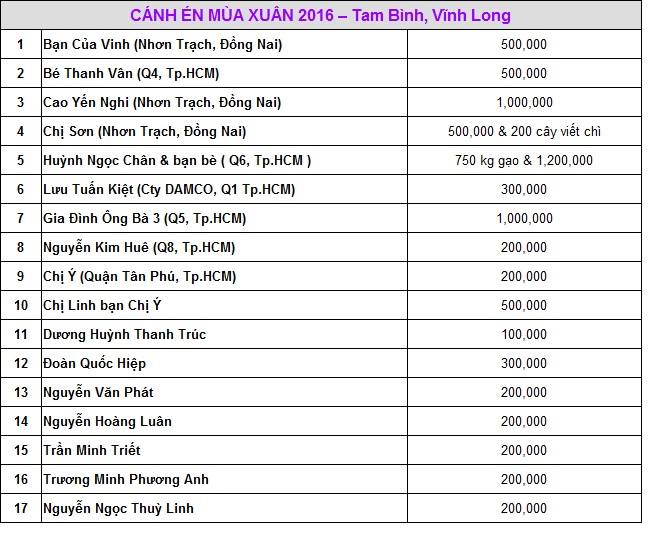 CÁNH ÉN MÙA XUÂN 2016 – Tam Bình, Vĩnh Long
1 Bạn Của Vinh (Nhơn Trạch, Đồng Nai) 500,000
2 Bé Thanh Vân (Q4, Tp.HCM) 500,000
3 Cao Yến Nghi (Nhơn Trạch, Đồng Nai) 1,000,000
4 Chị Sơn (Nhơn Trạch, Đồng Nai) 500,000 & 200 cây viết chì
5 Huỳnh Ngọc Chân & bạn bè ( Q6, Tp.HCM ) 750 kg gạo & 1,200,000
6 Lưu Tuấn Kiệt (Cty DAMCO, Q1 Tp.HCM) 300,000
7 Gia Đình Ông Bà 3 (Q5, Tp.HCM) 1,000,000
8 Nguyễn Kim Huê (Q8, Tp.HCM) 200,000
9 Chị Ý (Quận Tân Phú, Tp.HCM) 200,000
10 Chị Linh bạn Chị Ý 500,000
11 Dương Huỳnh Thanh Trúc 100,000
12 Đoàn Quốc Hiệp 300,000
13 Nguyễn Văn Phát 200,000
14 Nguyễn Hoàng Luân 200,000
15 Trần Minh Triết 200,000
16 Trương Minh Phương Anh 200,000
17 Nguyễn Ngọc Thuỳ Linh 200,000